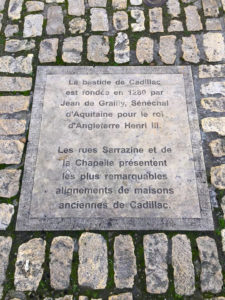 La bastide de Cadillac
est fondée en 1280 par
Jean de Grailly, Sénéchal
d'Aquitaine pour le roi
d'Angleterre Henri III.
Les rues Sarrazine et de
la Chapelle présentent
les plus remarquables
alignements de maisons
anciennes de Cadillac.